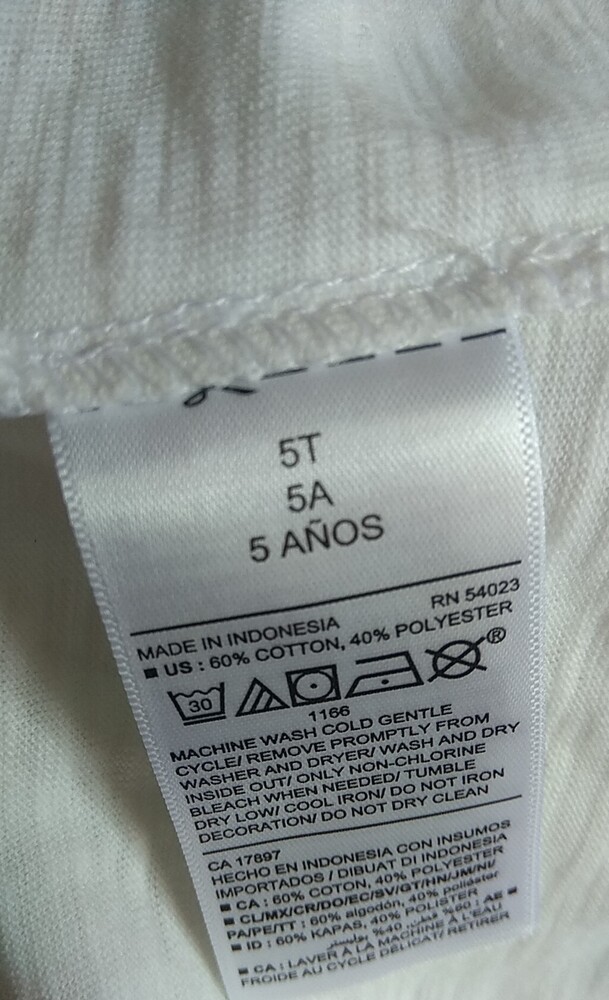 5T
5A
5 AÑOS
RN 54023
MADE IN INDONESIA
■ US : 60% COTTON, 40% POLYESTER
30 ®
1166
MACHINE WASH COLD GENTLE
CYCLE/ REMOVE PROMPTLY FROM
WASHER AND DRYER/ WASH AND DRY
INSIDE OUT/ ONLY NON-CHLORINE
BLEACH WHEN NEEDED/ TUMBLE
DRY LOW/ COOL IRON/ DO NOT IRON
DECORATION/ DO NOT DRY CLEAN
CA 17897
HECHO EN INDONESIA CON INSUMOS
IMPORTADOS / DIBUAT DI INDONESIA
■ CA : 60% COTON, 40% POLYESTER
■ CL/MX/CR/DO/EC/SV/GT/HN/JM/NI/
PA/PE/TT : 60% algodón, 40% poliéster
■ AE : 60% قطن, 40% بوليستر
■ ID : 60% KAPAS, 40% POLISTER
■ CA : LAVER À LA MACHINE À L'EAU
FROIDE AU CYCLE DÉLICAT/ RETIRER